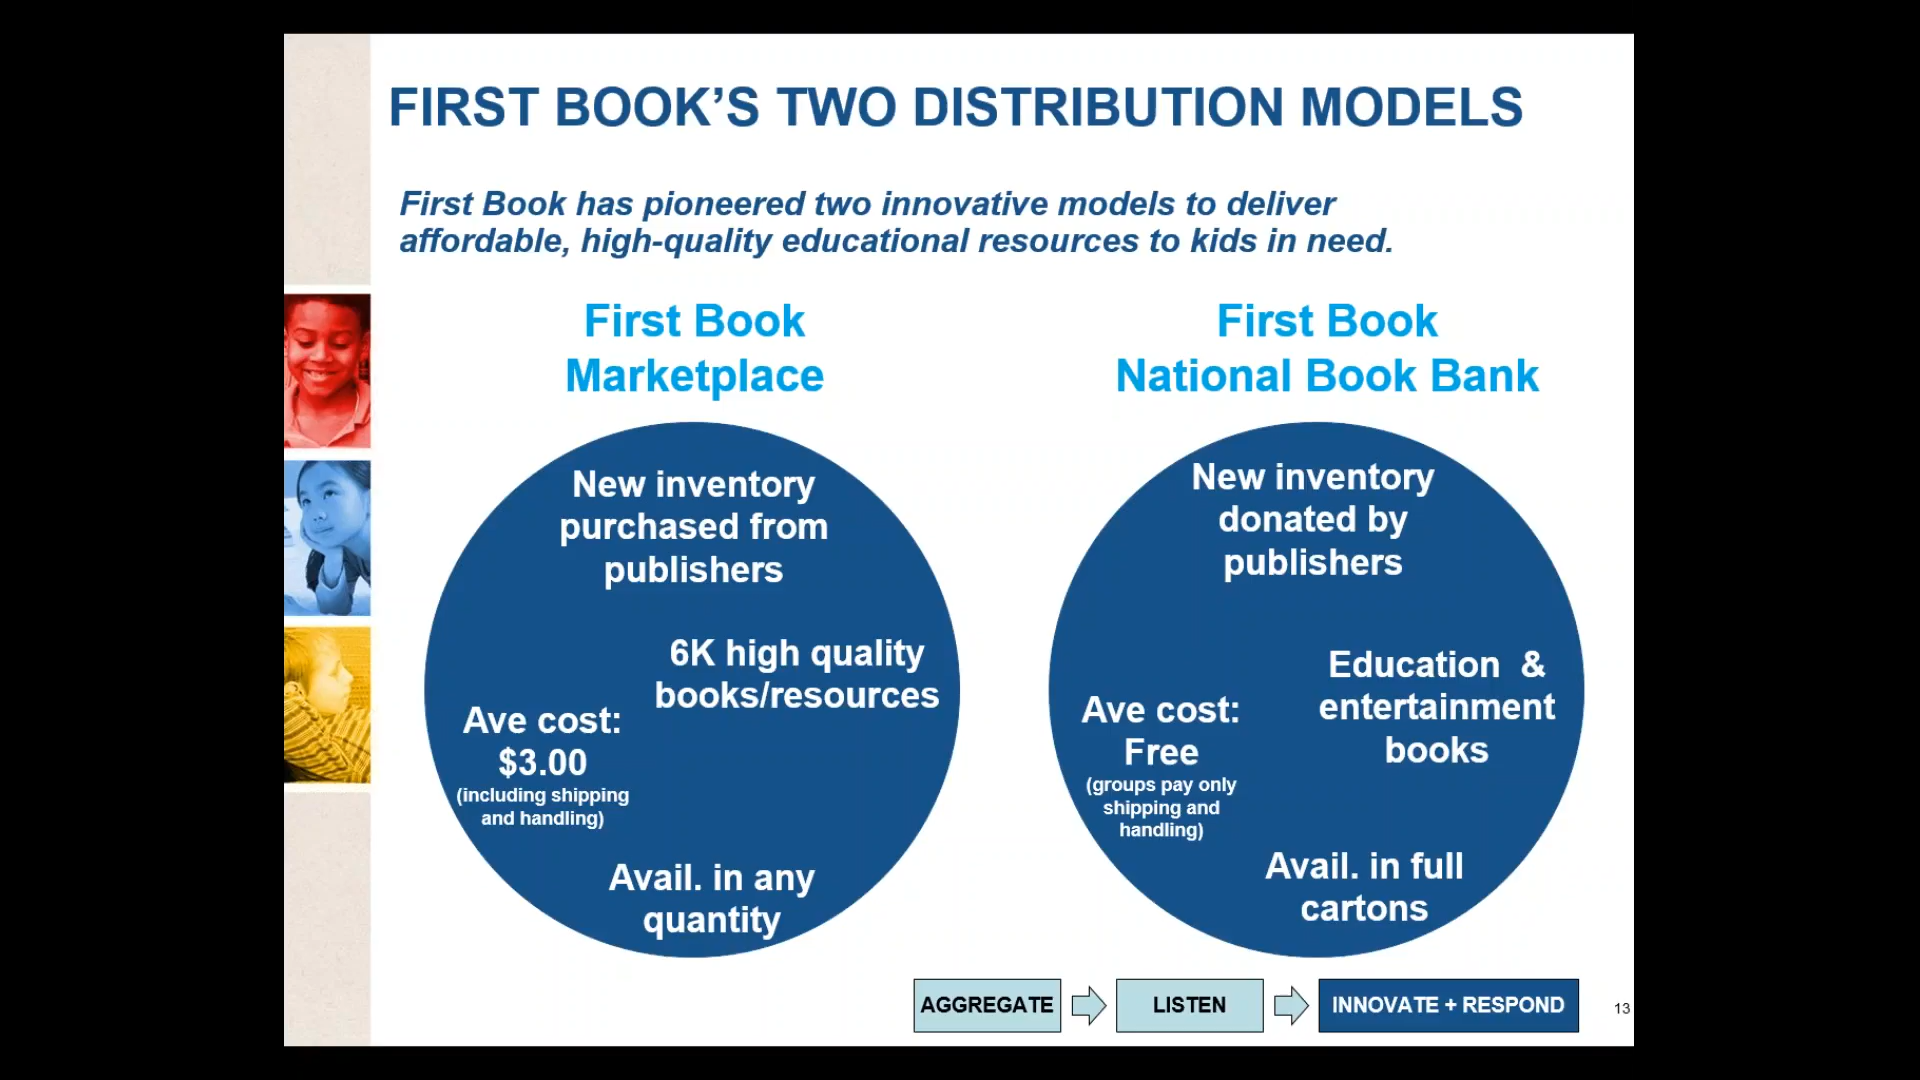 FIRST BOOK’S TWO DISTRIBUTION MODELS
First Book has pioneered two innovative models to deliver
affordable, high-quality educational resources to kids in need.
First Book
Marketplace
New inventory
purchased from
publishers
6K high quality
books/resources
Ave cost:
$3.00
(including shipping
and handling)
Avail. in any
quantity
First Book
National Book Bank
New inventory
donated by
publishers
Education & 
entertainment
books
Ave cost:
Free
(groups pay only
shipping and
handling)
Avail. in full
cartons
AGGREGATE
LISTEN
INNOVATE + RESPOND
13